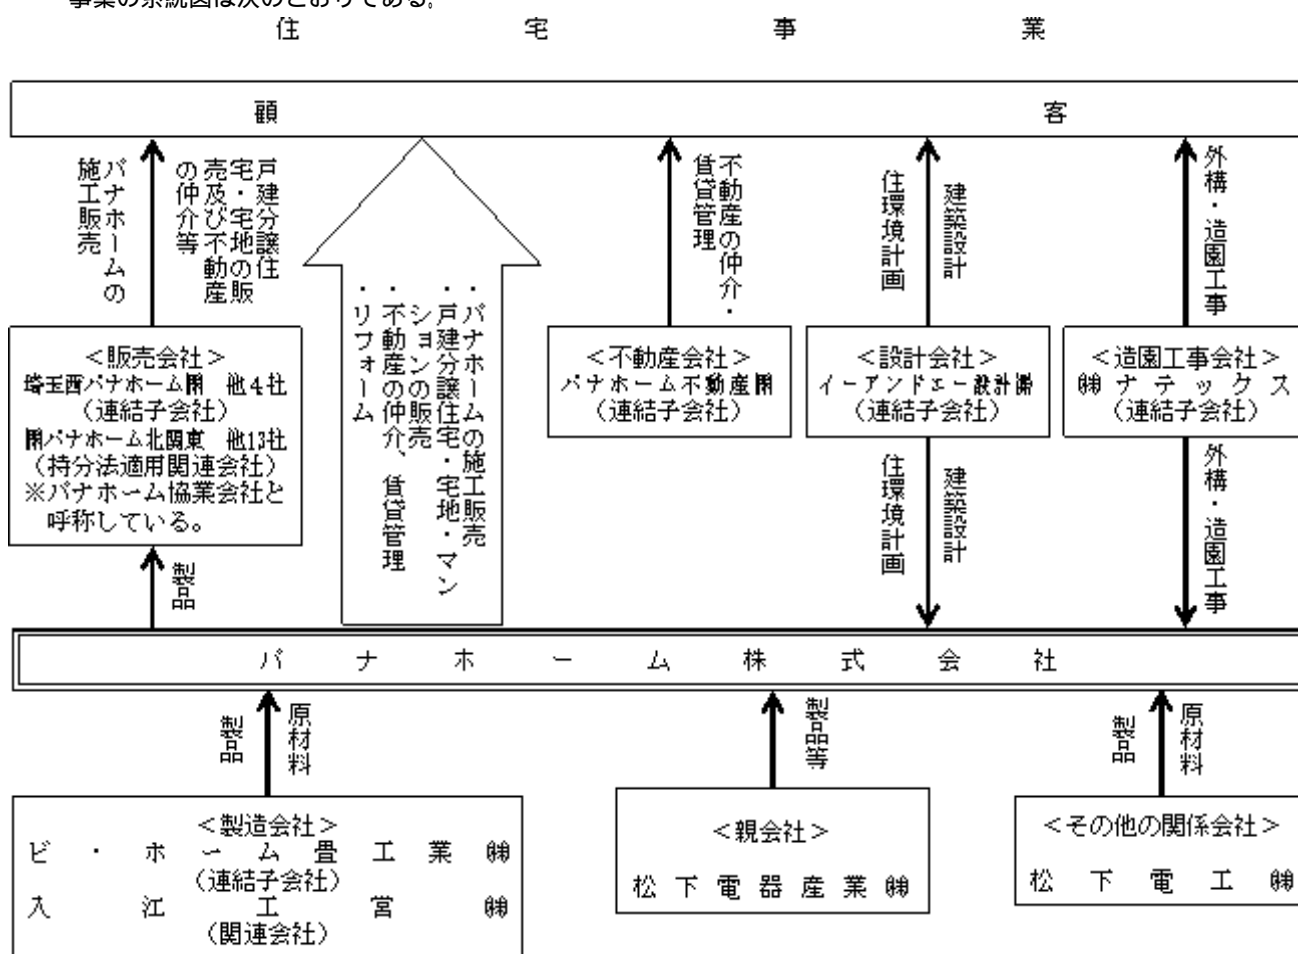 事業の系統図は次のとおりである。
住宅事業
顧客
パナホームの
施工販売
戸建分譲住
宅・宅地の販
売及び不動産
の仲介等
・パナホームの施工販売
・戸建分譲住宅・宅地・マン
ションの販売
・不動産の仲介、賃貸管理
・リフォーム
不動産の仲介・
賃貸管理
建築設計
住環境計画
外構・造園工事
<販売会社>
埼玉西パナホーム㈱ 他4社
(連結子会社)
㈱パナホーム北関東 他13社
(持分法適用関連会社)
※パナホーム協業会社と
呼称している。
<不動産会社>
パナホーム不動産㈱
(連結子会社)
<設計会社>
イーアンドエー設計㈱
(連結子会社)
<造園工事会社>
㈱ナテックス
(連結子会社)
製品
建築設計
住環境計画
外構・造園工事
パナホーム株式会社
原材料
製品
製品等
原材料
製品
<製造会社>
ビ・ホーム畳工業㈱
(連結子会社)
入江工営㈱
(関連会社)
<親会社>
松下電器産業㈱
<その他の関係会社>
松下電工㈱